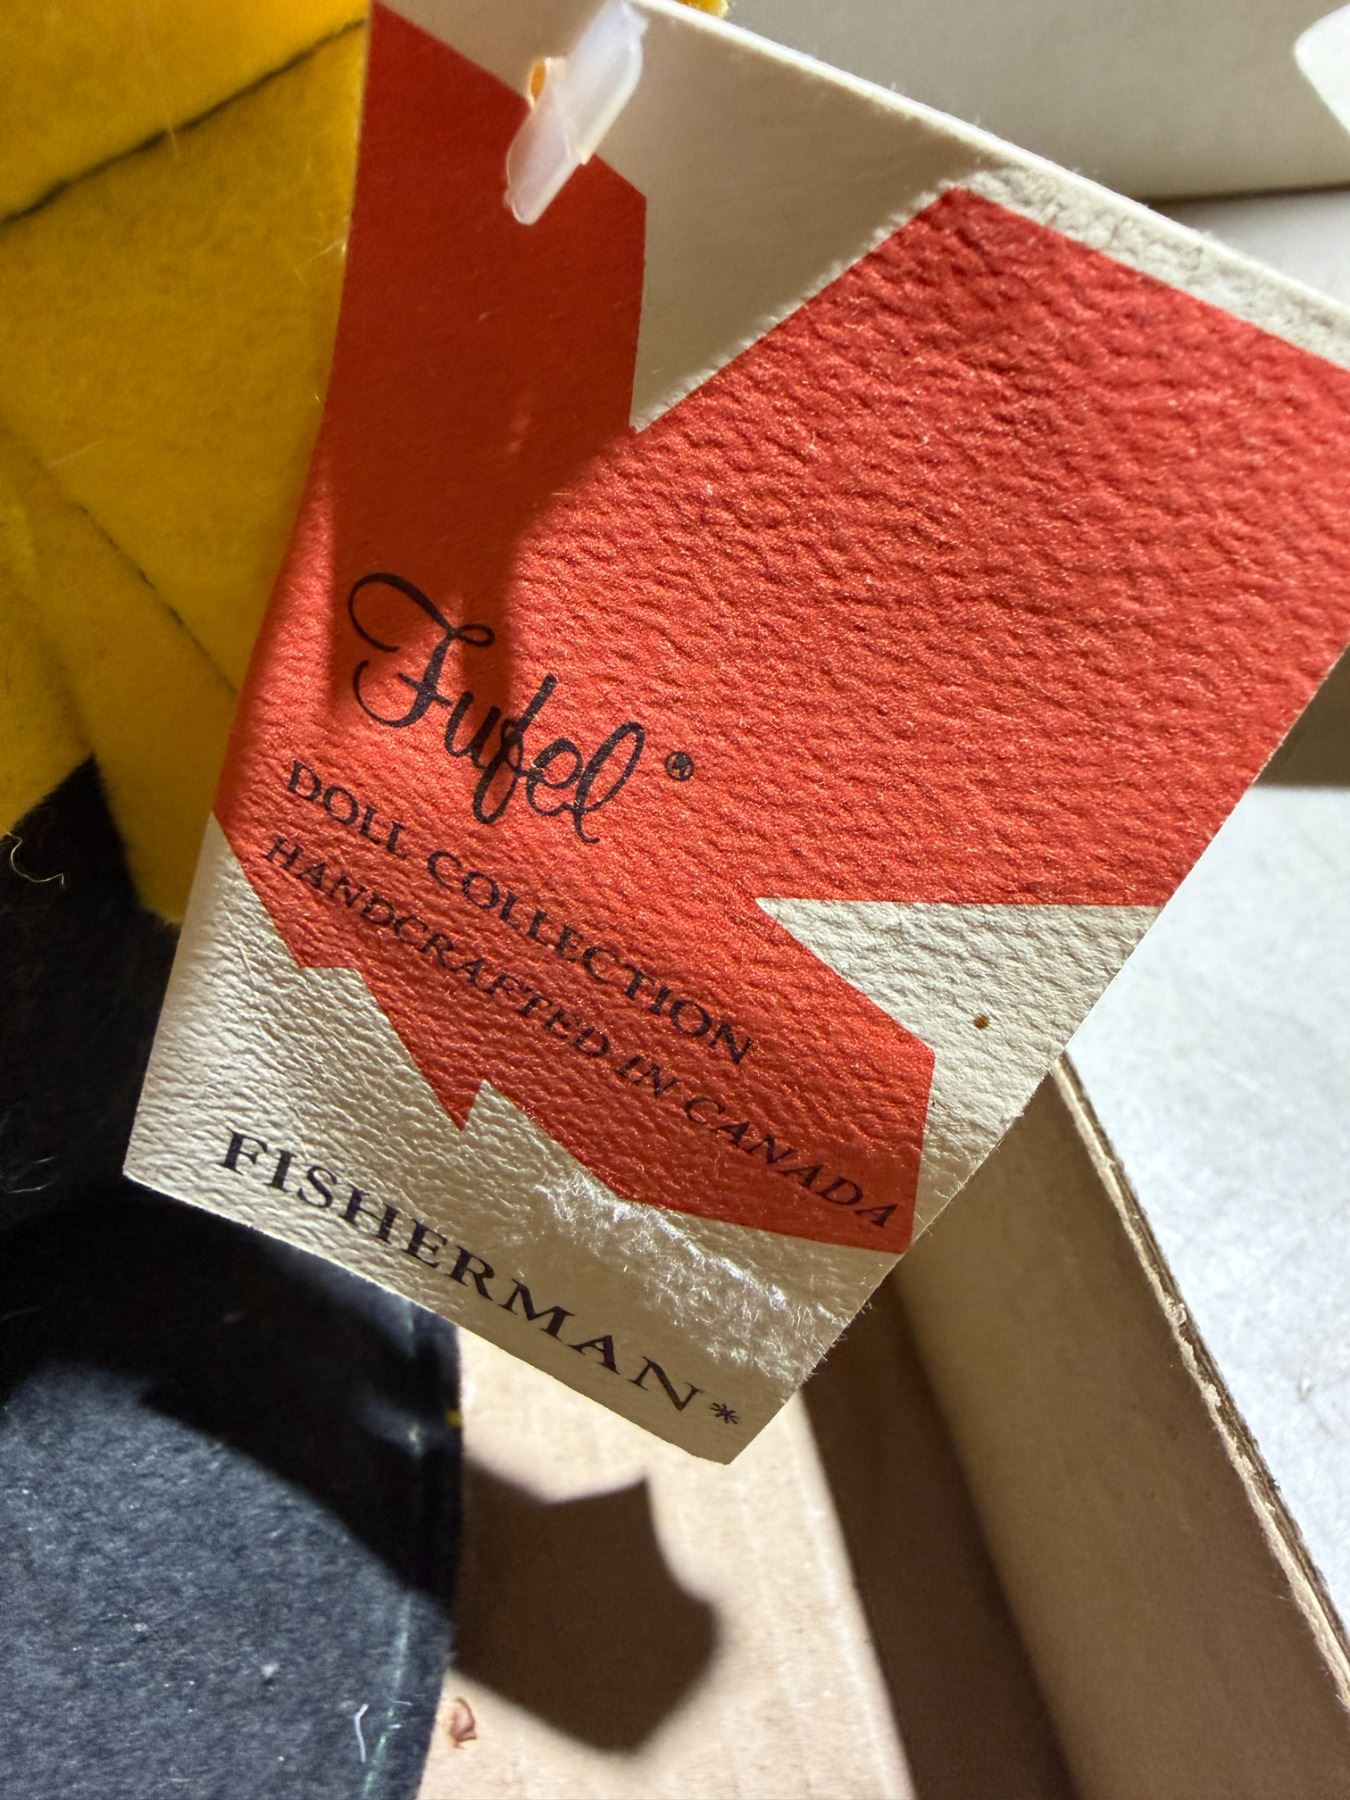 Fufel®
DOLL COLLECTION
HANDCRAFTED IN CANADA
FISHERMAN*